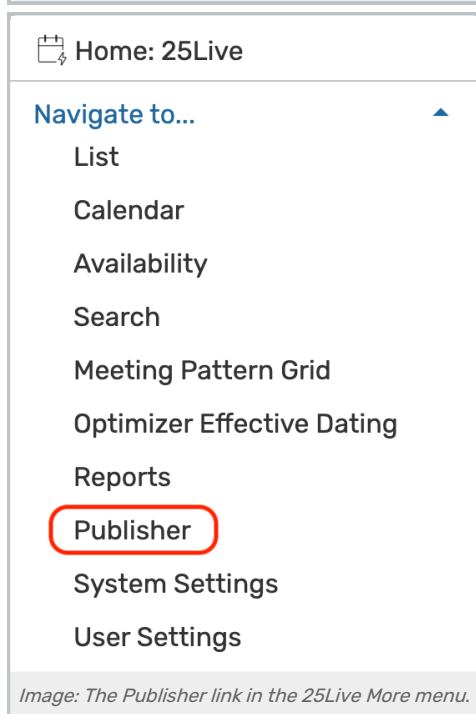 Home: 25Live
Navigate to...
List
Calendar
Availability
Search
Meeting Pattern Grid
Optimizer Effective Dating
Reports
Publisher
System Settings
User Settings
Image: The Publisher link in the 25Live More menu.